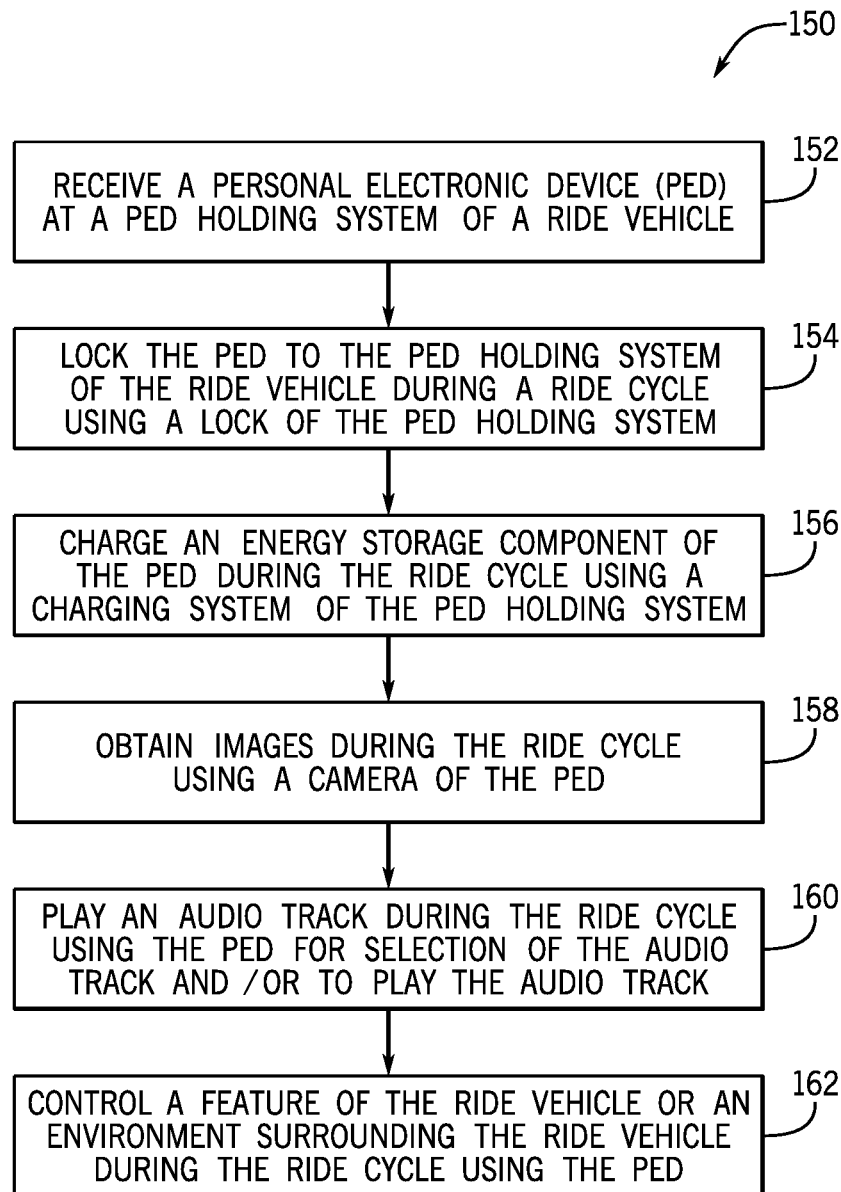 150
152
RECEIVE A PERSONAL ELECTRONIC DEVICE (PED)
AT A PED HOLDING SYSTEM OF A RIDE VEHICLE
154
LOCK THE PED TO THE PED HOLDING SYSTEM
OF THE RIDE VEHICLE DURING A RIDE CYCLE
USING A LOCK OF THE PED HOLDING SYSTEM
156
CHARGE AN ENERGY STORAGE COMPONENT OF
THE PED DURING THE RIDE CYCLE USING A
CHARGING SYSTEM OF THE PED HOLDING SYSTEM
158
OBTAIN IMAGES DURING THE RIDE CYCLE
USING A CAMERA OF THE PED
160
PLAY AN AUDIO TRACK DURING THE RIDE CYCLE
USING THE PED FOR SELECTION OF THE AUDIO
TRACK AND /OR TO PLAY THE AUDIO TRACK
162
CONTROL A FEATURE OF THE RIDE VEHICLE OR AN
ENVIRONMENT SURROUNDING THE RIDE VEHICLE
DURING THE RIDE CYCLE USING THE PED